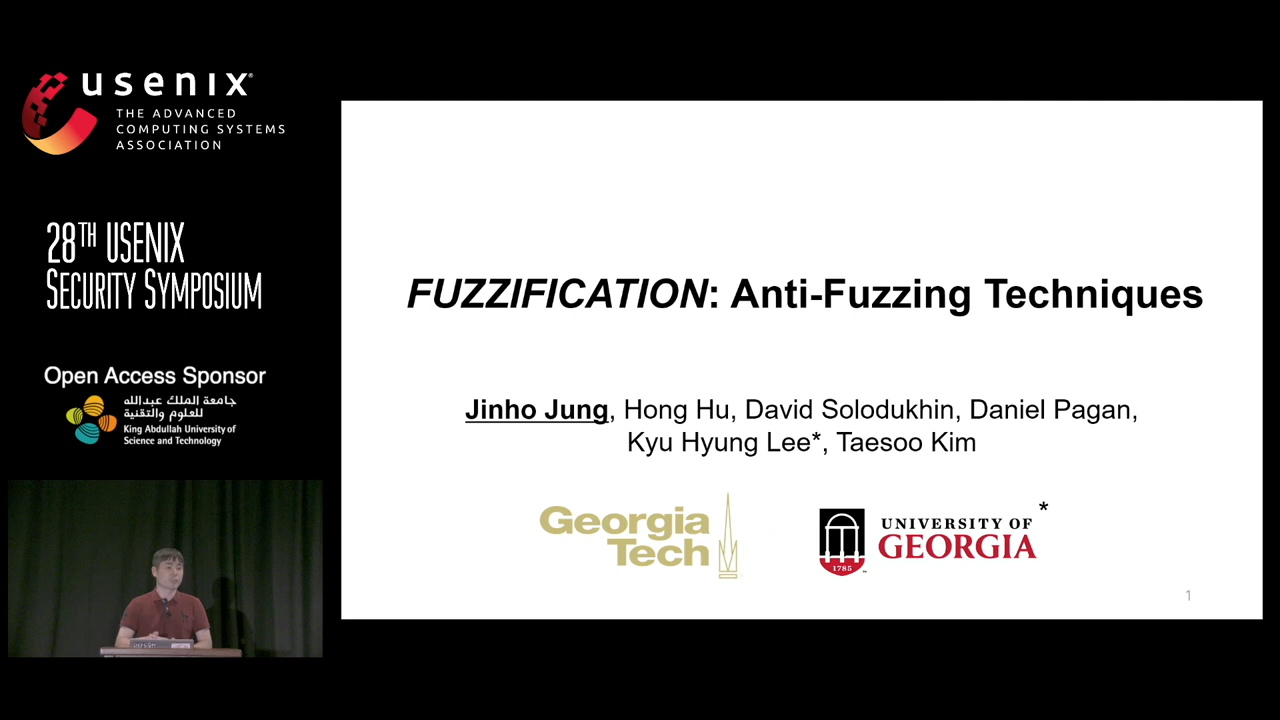 usenix®
THE ADVANCED
COMPUTING SYSTEMS
ASSOCIATION
28TH USENIX
SECURITY SYMPOSIUM
Open Access Sponsor
جامعة الملك عبدالله
للعلوم والتقنية
King Abdullah University of
Science and Technology
FUZZIFICATION: Anti-Fuzzing Techniques
Jinho Jung, Hong Hu, David Solodukhin, Daniel Pagan,
Kyu Hyung Lee*, Taesoo Kim
Georgia
Tech
1785
UNIVERSITY OF
GEORGIA
*
1